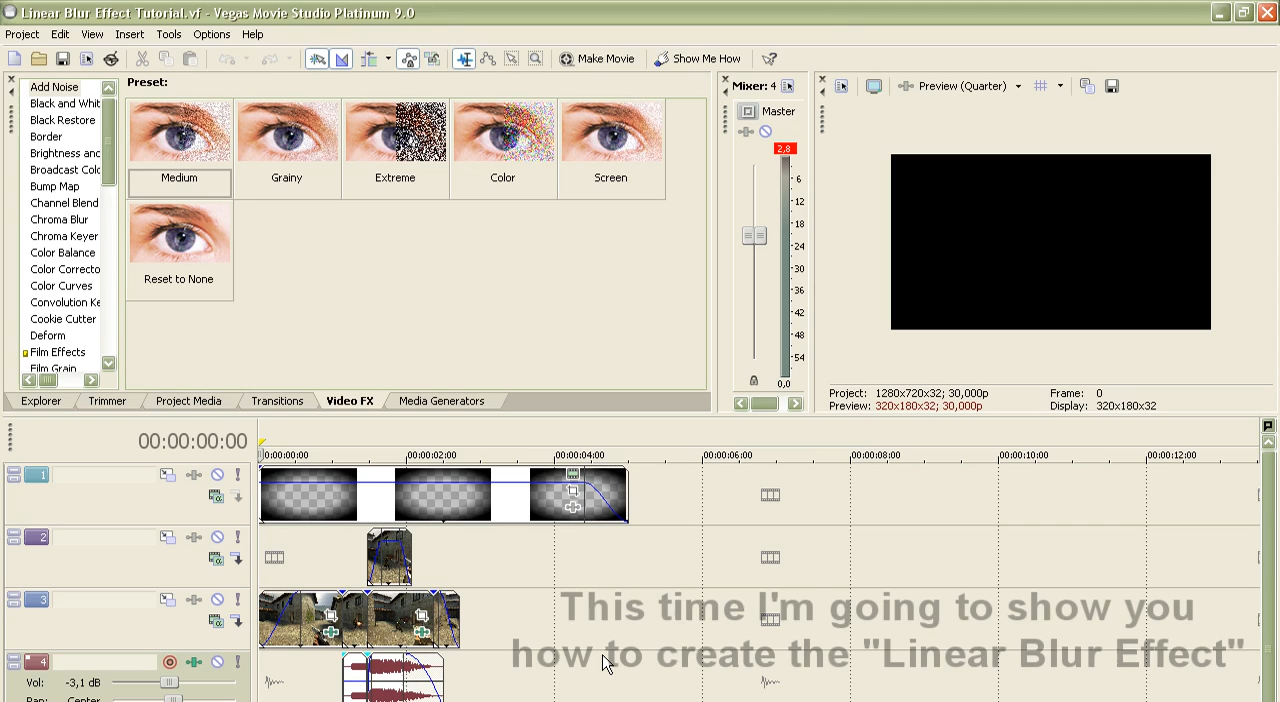 Linear Blur Effect Tutorial.vf - Vegas Movie Studio Platinum 9.0
Project Edit View Insert Tools Options Help
Make Movie Show Me How
Add Noise
Black and Whit
Black Restore
Border
Brightness and
Broadcast Colo
Bump Map
Channel Blend
Chroma Blur
Chroma Keyer
Color Balance
Color Correcto
Color Curves
Convolution Ke
Cookie Cutter
Deform
Film Effects
Film Grain
Preset:
Medium Grainy Extreme Color Screen
Reset to None
Explorer Trimmer Project Media Transitions Video FX Media Generators
Mixer: 4
Master
2,8
6
12
18
24
30
36
42
48
54
0,0
Preview (Quarter)
Project: 1280x720x32; 30,000p Frame: 0
Preview: 320x180x32; 30,000p Display: 320x180x32
00:00:00:00
00:00:00:00 00:00:02:00 00:00:04:00 00:00:06:00 00:00:08:00 00:00:10:00 00:00:12:00
1
2
3
4
Vol: -3,1 dB
Pan: Center
This time I'm going to show you
how to create the "Linear Blur Effect"